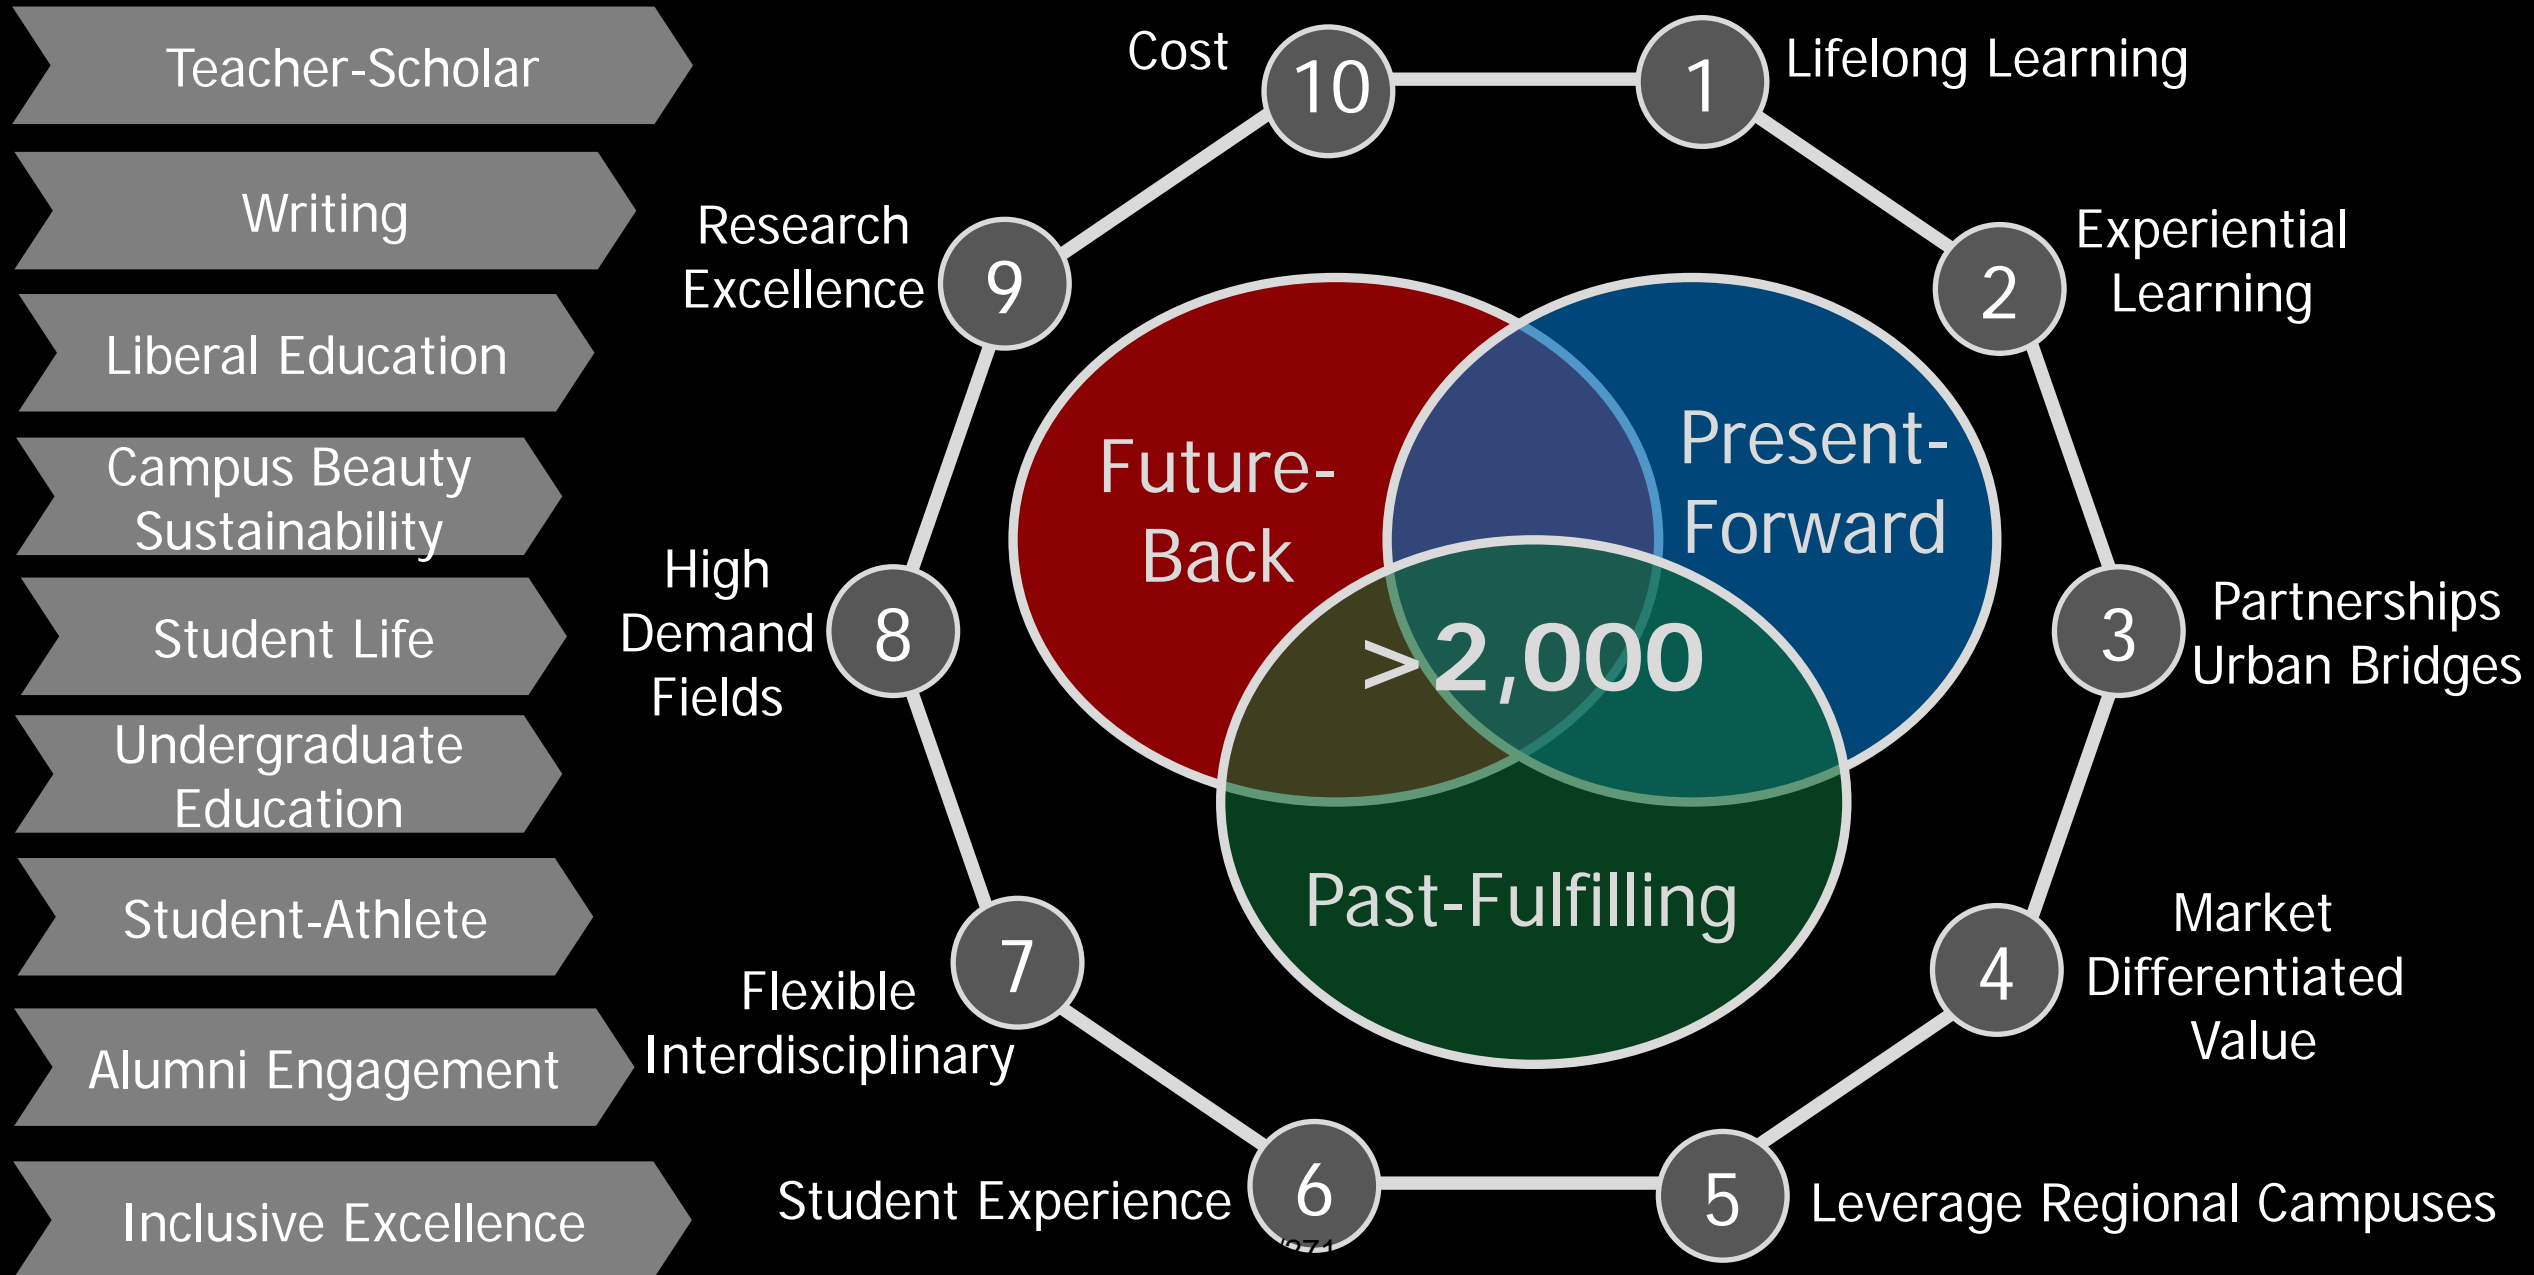 Teacher-Scholar
Writing
Liberal Education
Campus Beauty
Sustainability
Student Life
Undergraduate
Education
Student-Athlete
Alumni Engagement
Inclusive Excellence
Cost
10
1
Lifelong Learning
Research
Excellence
9
2
Experiential
Learning
High
Demand
Fields
8
3
Partnerships
Urban Bridges
Flexible
Interdisciplinary
7
4
Market
Differentiated
Value
Student Experience
6
5
Leverage Regional Campuses
Future-
Back
Present-
Forward
>2,000
Past-Fulfilling
/271